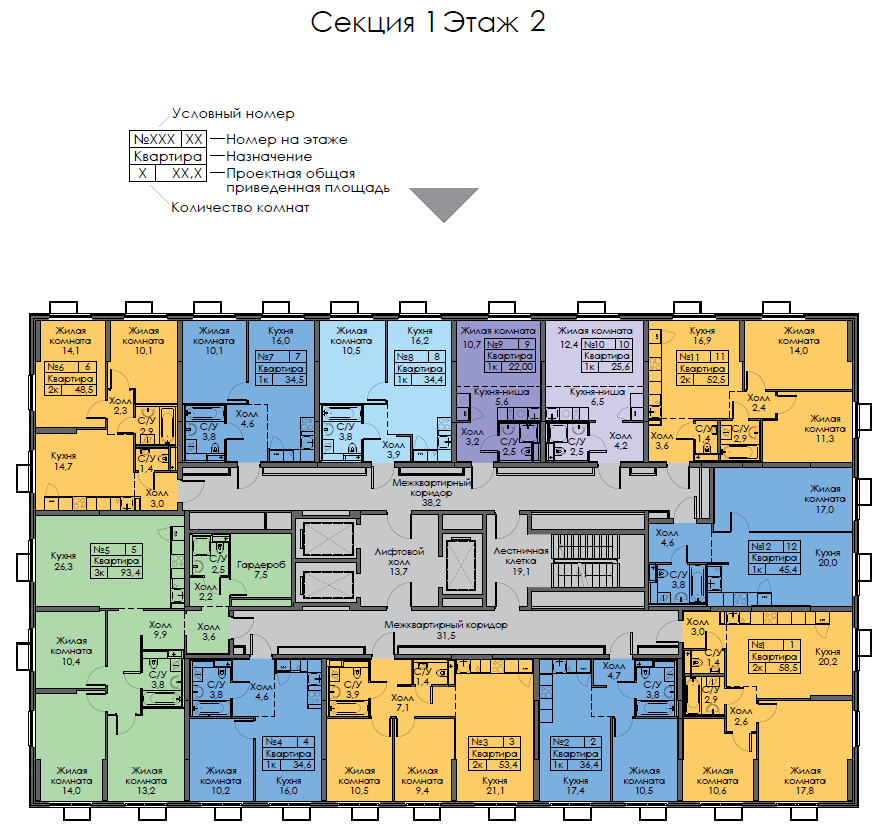 Секция 1 Этаж 2
Условный номер
№XXX XX
Номер на этаже
Квартира
Назначение
X XX,X
Проектная общая
приведенная площадь
Количество комнат
Жилая
комната
14,1
Жилая
комната
10,1
№6 6
Квартира
2к 48,5
Холл
2,3
С/У
2,9
Кухня
14,7
С/У
1,4
Холл
3,0
Жилая
комната
10,1
Кухня
16,0
№7 7
Квартира
1к 34,5
Холл
4,6
С/У
3,8
Жилая
комната
10,5
Кухня
16,2
№8 8
Квартира
1к 34,4
С/У
3,8
Холл
3,9
Жилая комната
10,7
№9 9
Квартира
1к 22,00
Кухня-ниша
5,6
Холл
3,2
С/У
2,5
Жилая комната
12,4
№10 10
Квартира
1к 25,6
Кухня-ниша
6,5
С/У
2,5
Холл
4,2
Кухня
16,9
№11 11
Квартира
2к 52,5
Жилая
комната
14,0
Холл
2,4
Жилая
комната
11,3
Холл
3,6
С/У
1,4
С/У
2,9
Межквартирный
коридор
38,2
Жилая
комната
17,0
Холл
4,6
№12 12
Квартира
1к 45,4
Кухня
20,0
С/У
3,8
Кухня
26,3
№5 5
Квартира
3к 93,4
С/У
2,5
Гардероб
7,5
Холл
2,2
Лифтовой
холл
13,7
Лестничная
клетка
19,1
Холл
9,9
Холл
3,6
Межквартирный коридор
31,5
Жилая
комната
10,4
С/У
3,8
Жилая
комната
14,0
Жилая
комната
13,2
С/У
3,8
Холл
4,6
№4 4
Квартира
1к 34,6
Жилая
комната
10,2
Кухня
16,0
С/У
3,9
С/У
1,4
Холл
7,1
№3 3
Квартира
2к 53,4
Жилая
комната
10,5
Жилая
комната
9,4
Кухня
21,1
Холл
4,7
С/У
3,8
№2 2
Квартира
1к 36,4
Кухня
17,4
Жилая
комната
10,5
Холл
3,0
С/У
1,4
№1 1
Квартира
2к 58,5
Кухня
20,2
С/У
2,9
Холл
2,6
Жилая
комната
10,6
Жилая
комната
17,8